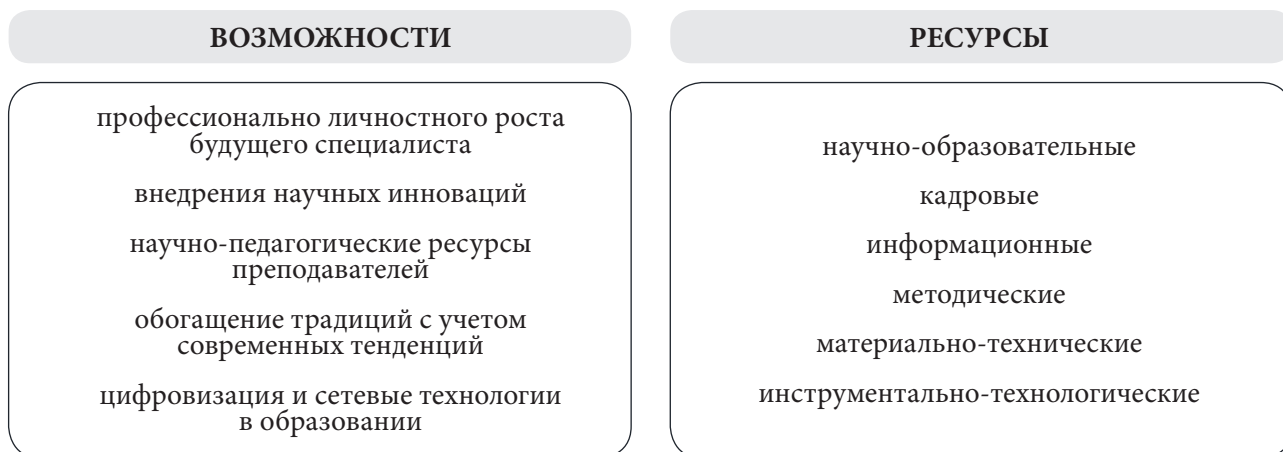 ВОЗМОЖНОСТИ
профессионально личностного роста
будущего специалиста
внедрения научных инноваций
научно-педагогические ресурсы
преподавателей
обогащение традиций с учетом
современных тенденций
цифровизация и сетевые технологии
в образовании
РЕСУРСЫ
научно-образовательные
кадровые
информационные
методические
материально-технические
инструментально-технологические